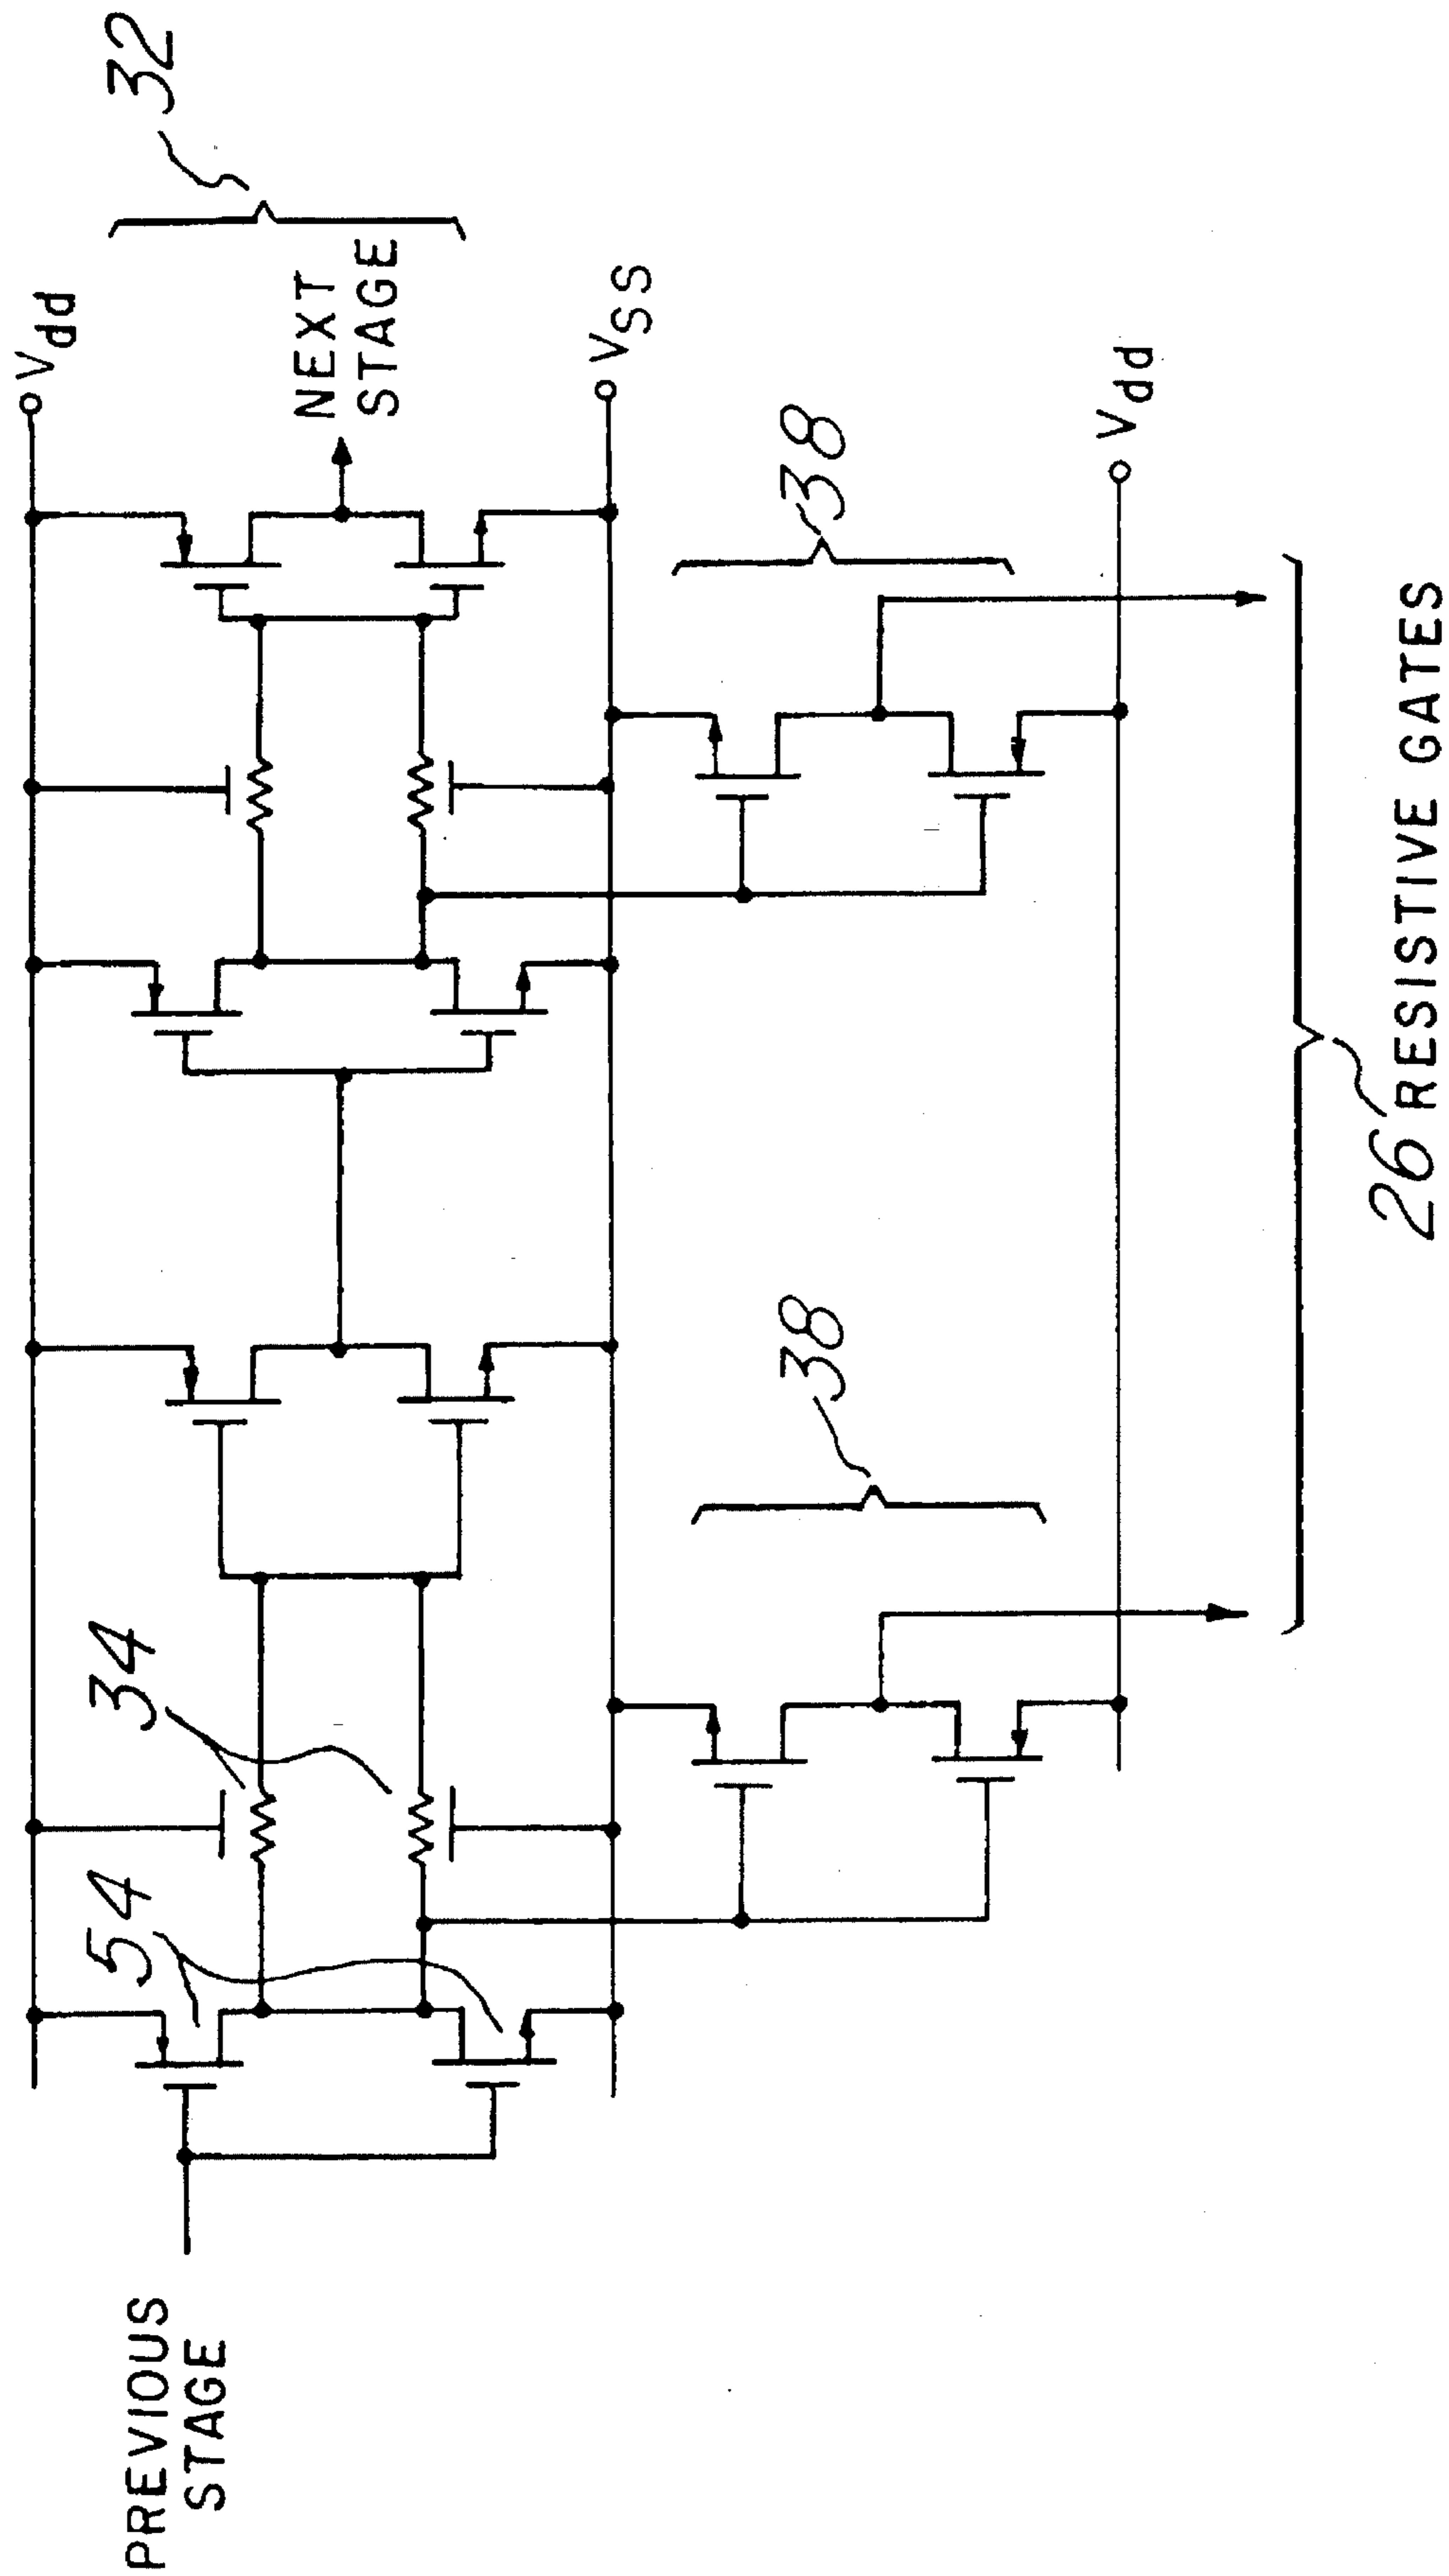 Vdd
32
NEXT
STAGE
VSS
34
54
PREVIOUS
STAGE
38
38
Vdd
26 RESISTIVE GATES